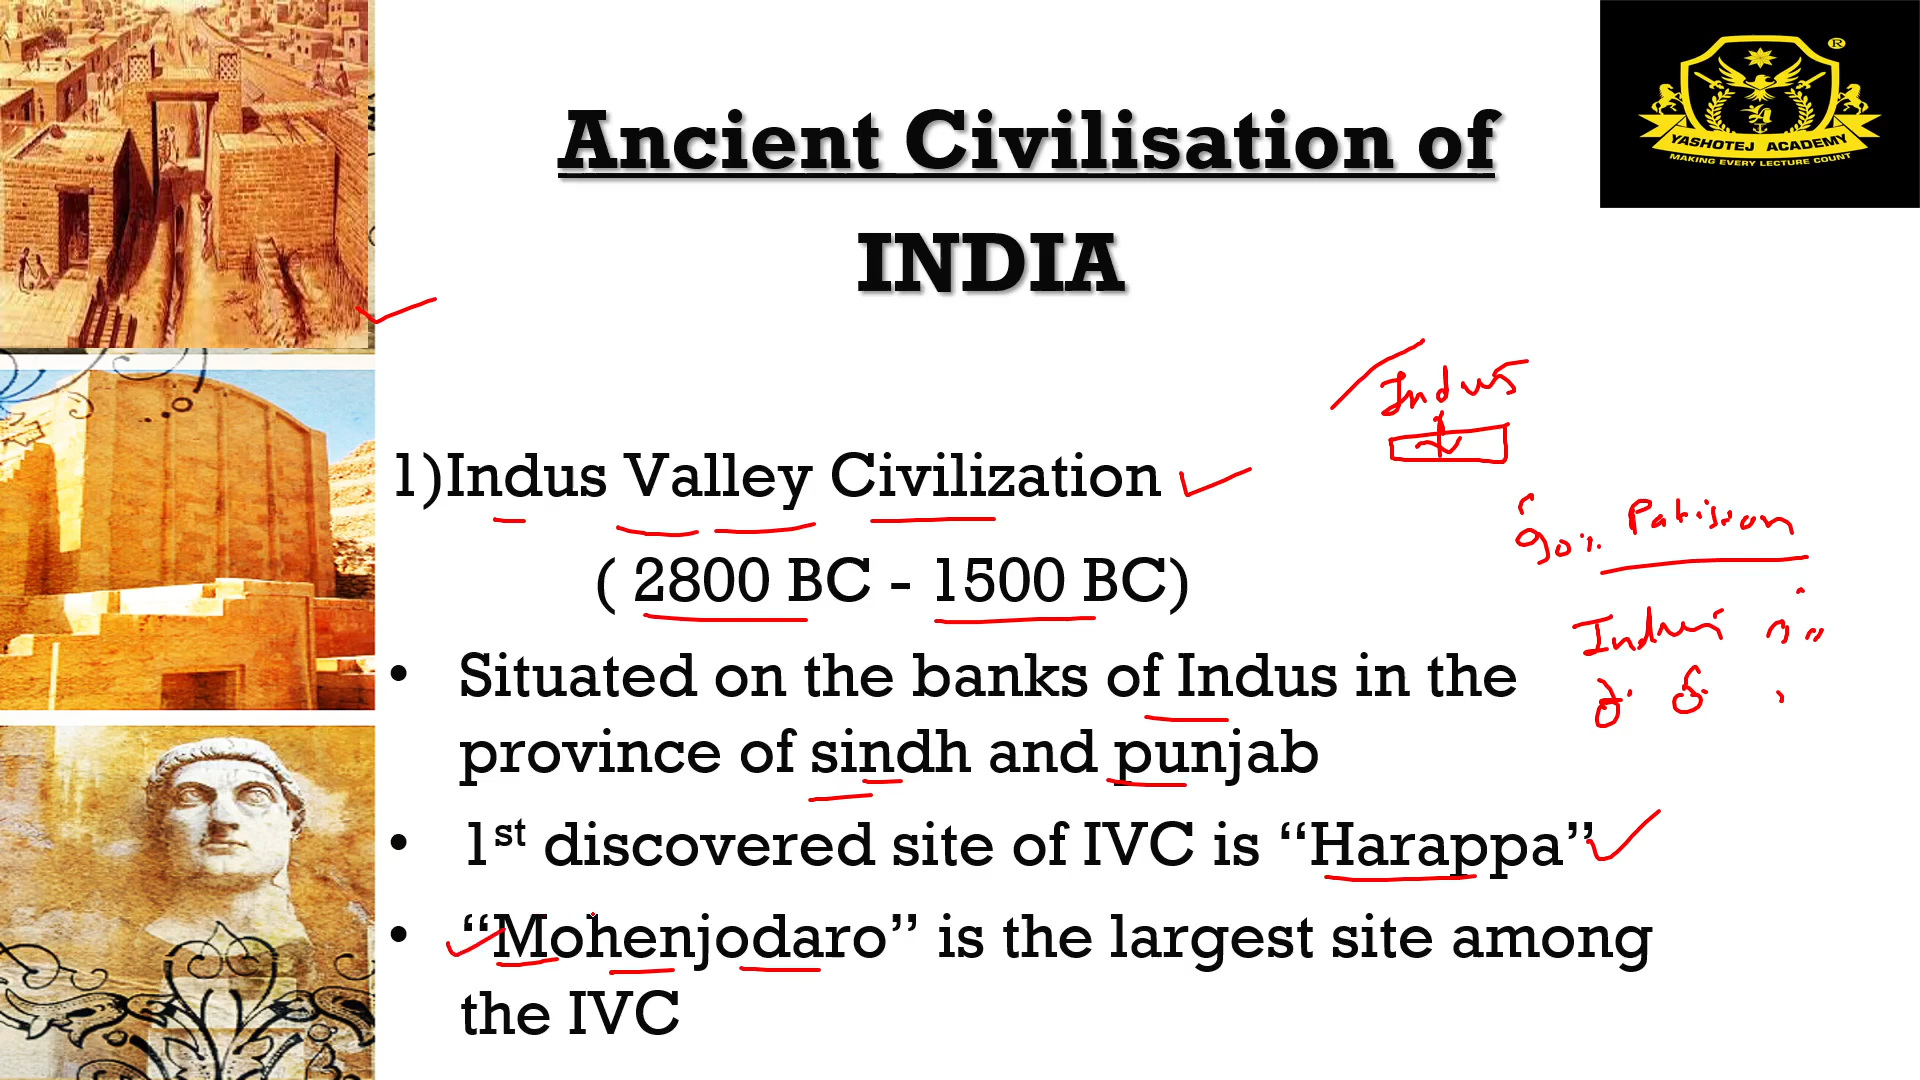 Ancient Civilisation of
INDIA
®
YASHOTEJ ACADEMY
MAKING EVERY LECTURE COUNT
Indus
1)Indus Valley Civilization
90%
( 2800 BC - 1500 BC)
Indus
• Situated on the banks of Indus in the
province of sindh and punjab
• 1st discovered site of IVC is “Harappa”
• “Mohenjodaro” is the largest site among
the IVC